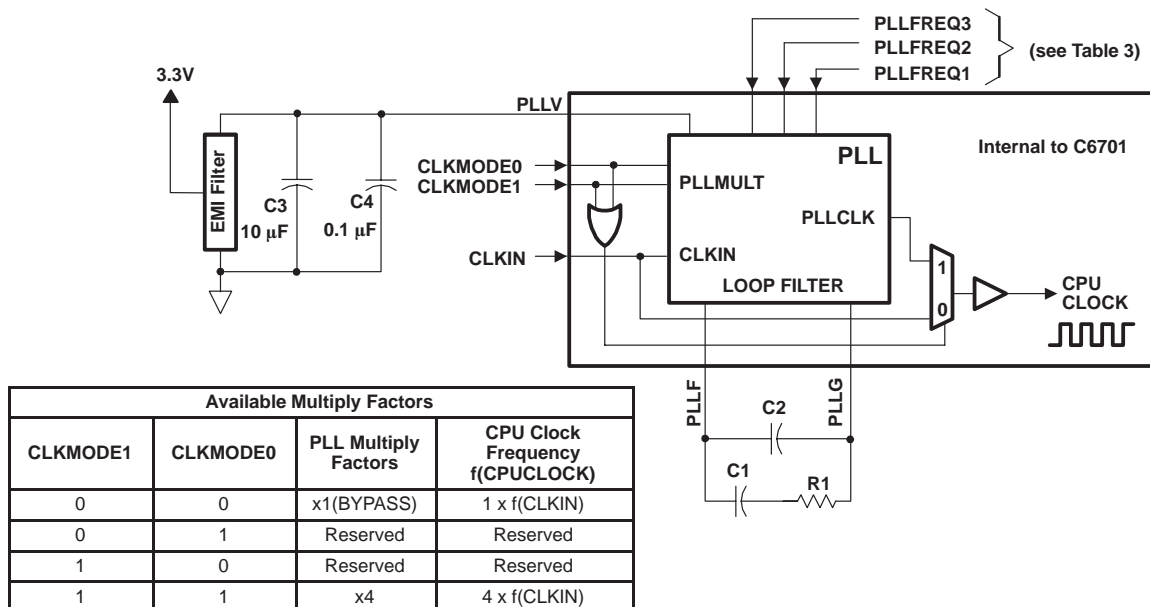 PLLFREQ3
PLLFREQ2
PLLFREQ1
(see Table 3)
3.3V
PLLV
EMI Filter
C3
10 μF
C4
0.1 μF
CLKMODE0
CLKMODE1
CLKIN
PLL
Internal to C6701
PLLMULT
PLLCLK
CLKIN
LOOP FILTER
1
0
CPU
CLOCK
PLLF
PLLG
C2
C1
R1
Available Multiply Factors
CLKMODE1 CLKMODE0 PLL Multiply Factors CPU Clock Frequency f(CPUCLOCK)
0 0 x1(BYPASS) 1 x f(CLKIN)
0 1 Reserved Reserved
1 0 Reserved Reserved
1 1 x4 4 x f(CLKIN)